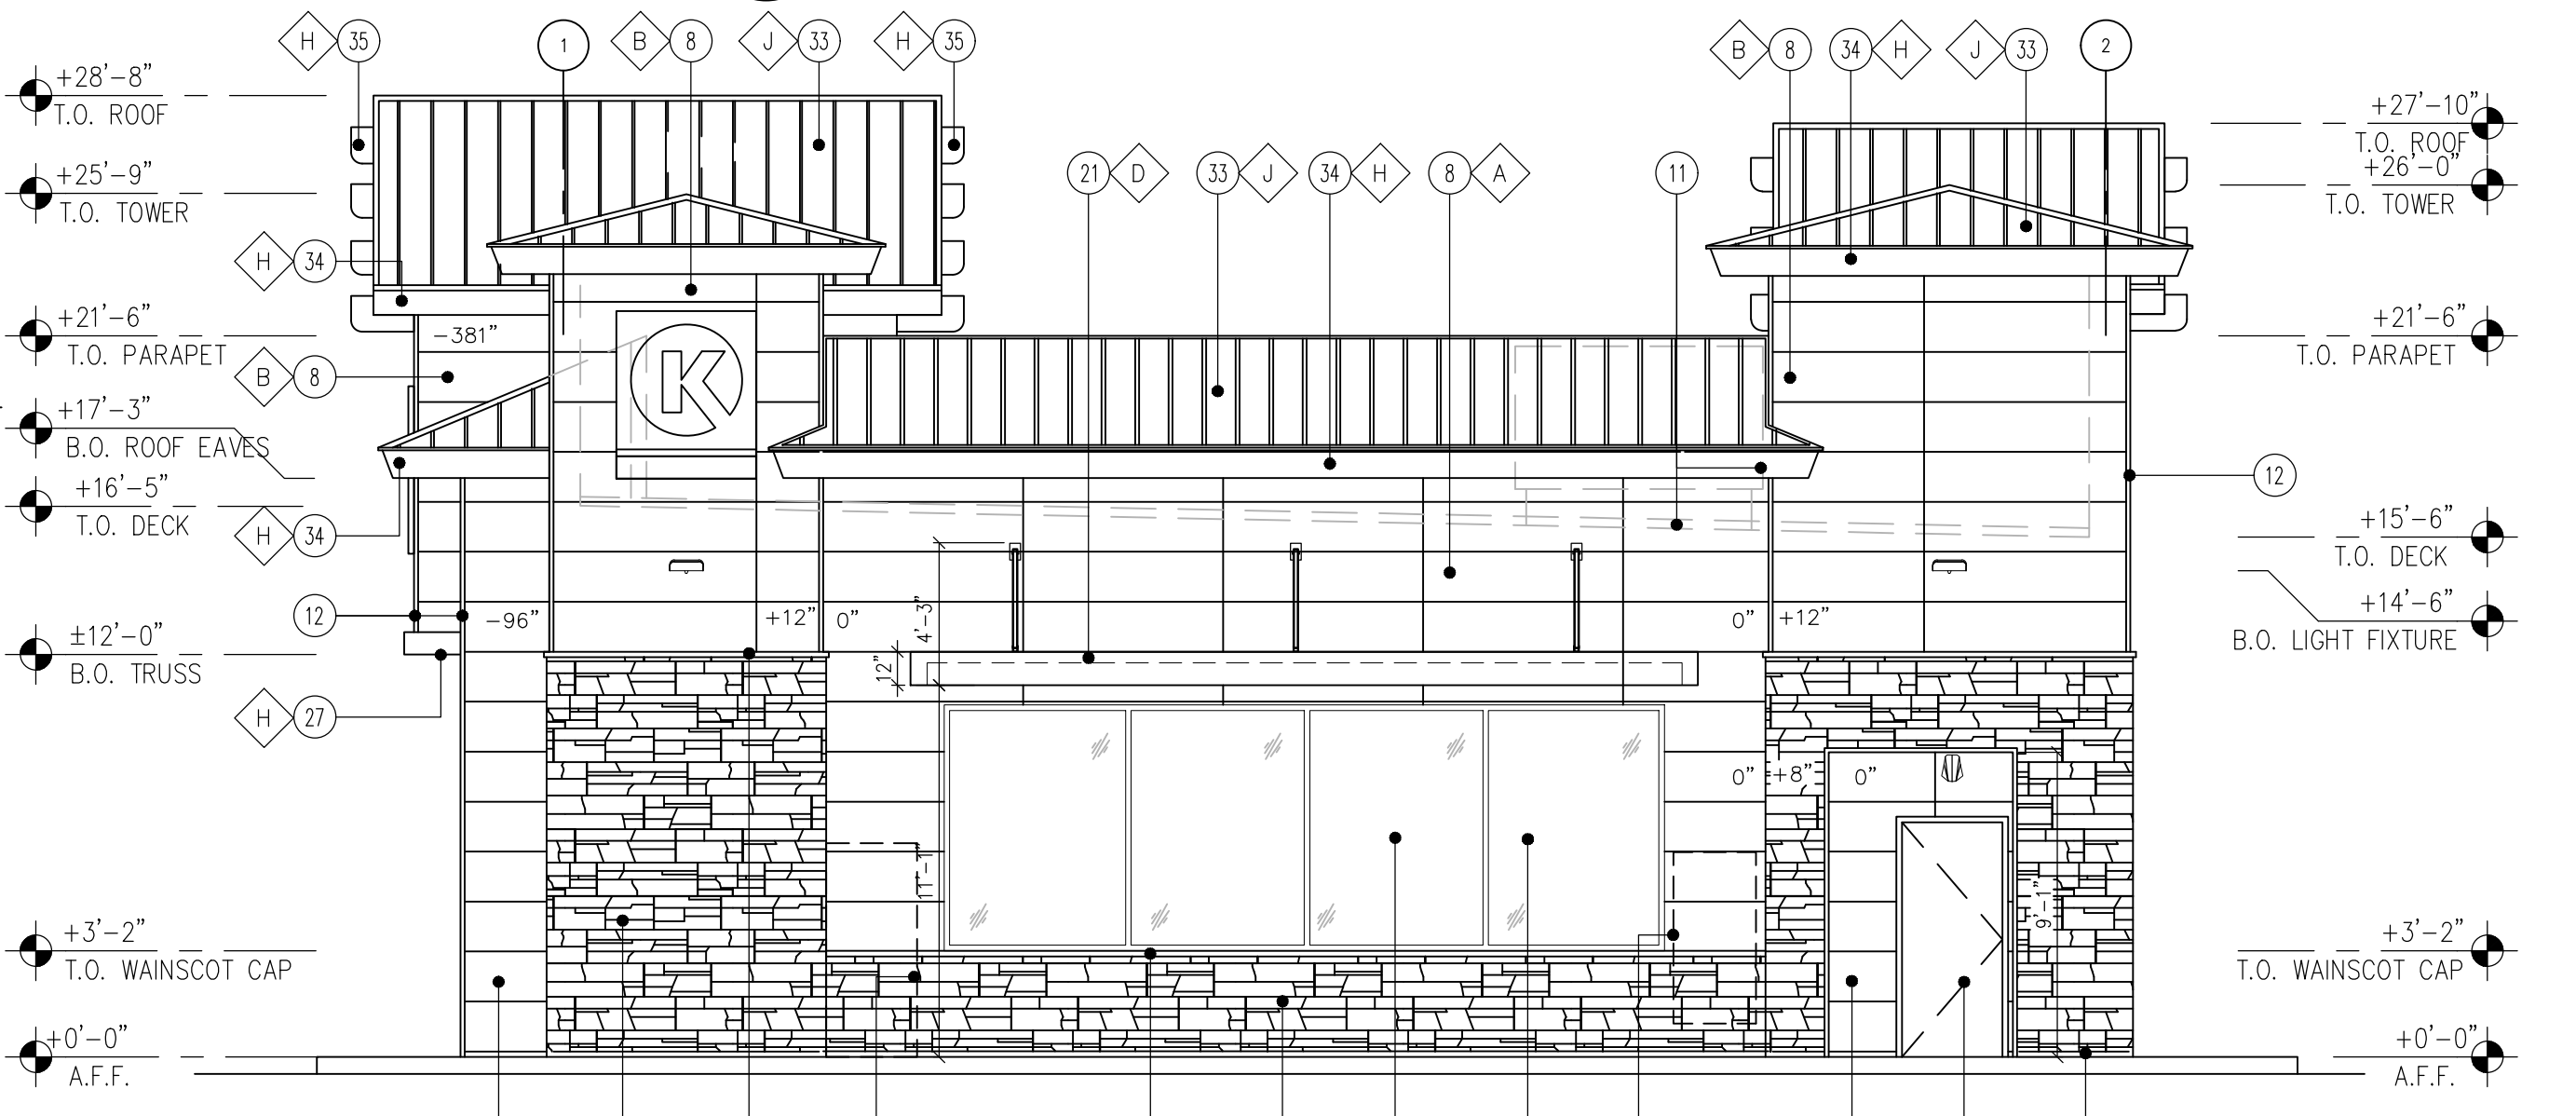 H 35
1
B 8
J 33
H 35
B 8
34 H
J 33
2
+28'-8"
T.O. ROOF
+27'-10"
T.O. ROOF
+25'-9"
T.O. TOWER
+26'-0"
T.O. TOWER
21 D
33 J
34 H
8 A
11
H 34
+21'-6"
T.O. PARAPET
-381"
K
+21'-6"
T.O. PARAPET
B 8
+17'-3"
B.O. ROOF EAVES
12
+16'-5"
T.O. DECK
H 34
+15'-6"
T.O. DECK
12
-96"
+12"
0"
4'-3"
0"
+12"
+14'-6"
B.O. LIGHT FIXTURE
±12'-0"
B.O. TRUSS
12"
H 27
0"
+8"
0"
11'-1"
9'-1"
+3'-2"
T.O. WAINSCOT CAP
+3'-2"
T.O. WAINSCOT CAP
+0'-0"
A.F.F.
+0'-0"
A.F.F.